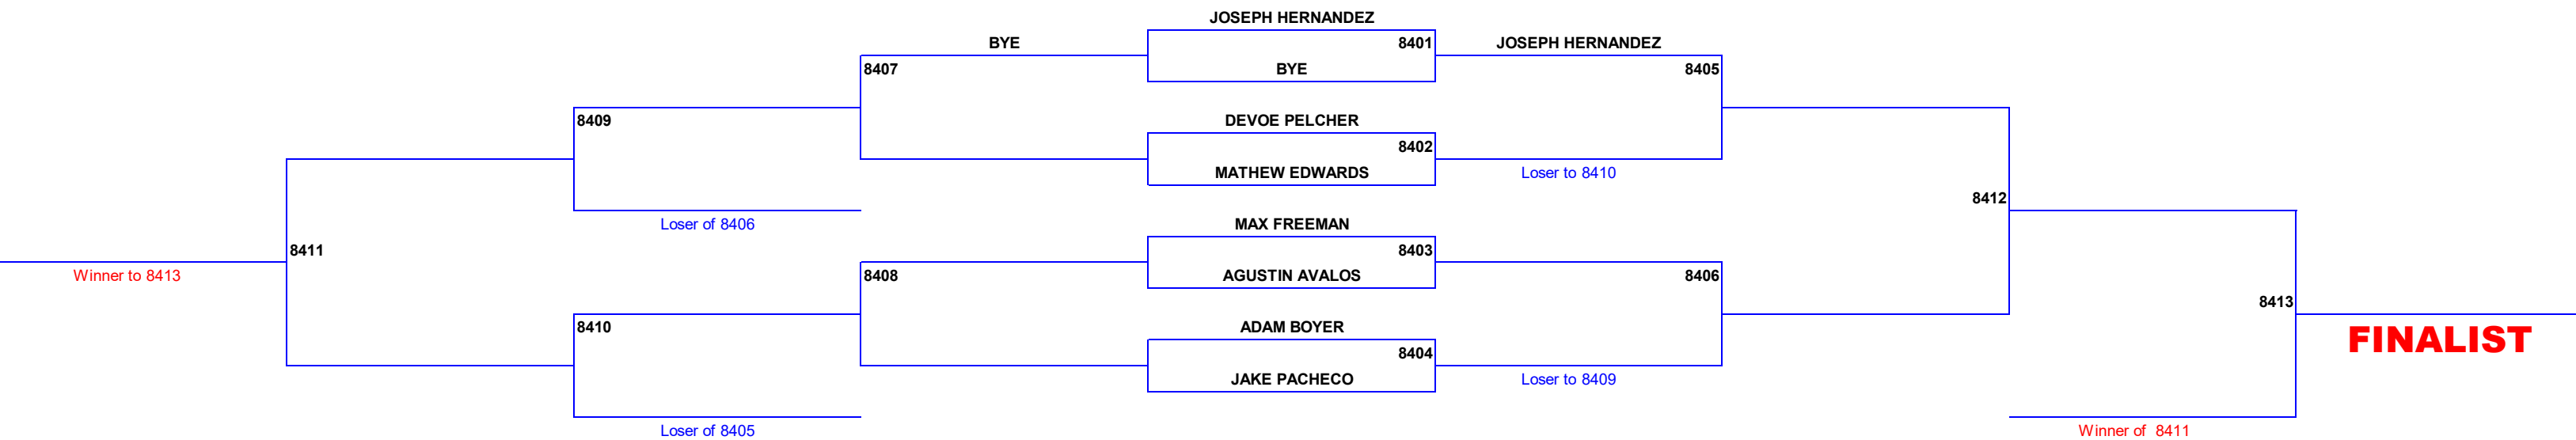 JOSEPH HERNANDEZ
BYE
8401
JOSEPH HERNANDEZ
8407
BYE
8405
8409
DEVOE PELCHER
8402
MATHEW EDWARDS
Loser to 8410
8412
Loser of 8406
MAX FREEMAN
8411
8403
Winner to 8413
8408
AGUSTIN AVALOS
8406
8413
8410
ADAM BOYER
FINALIST
8404
JAKE PACHECO
Loser to 8409
Loser of 8405
Winner of  8411